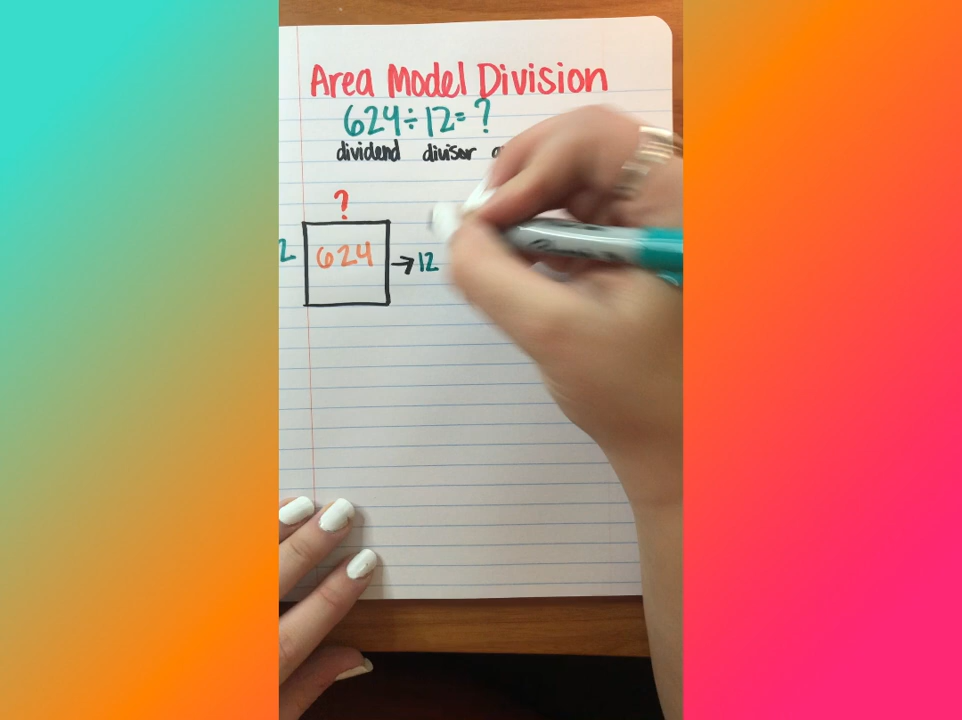 Area Model Division
624÷12=?
dividend divisor
?
2 624 →12